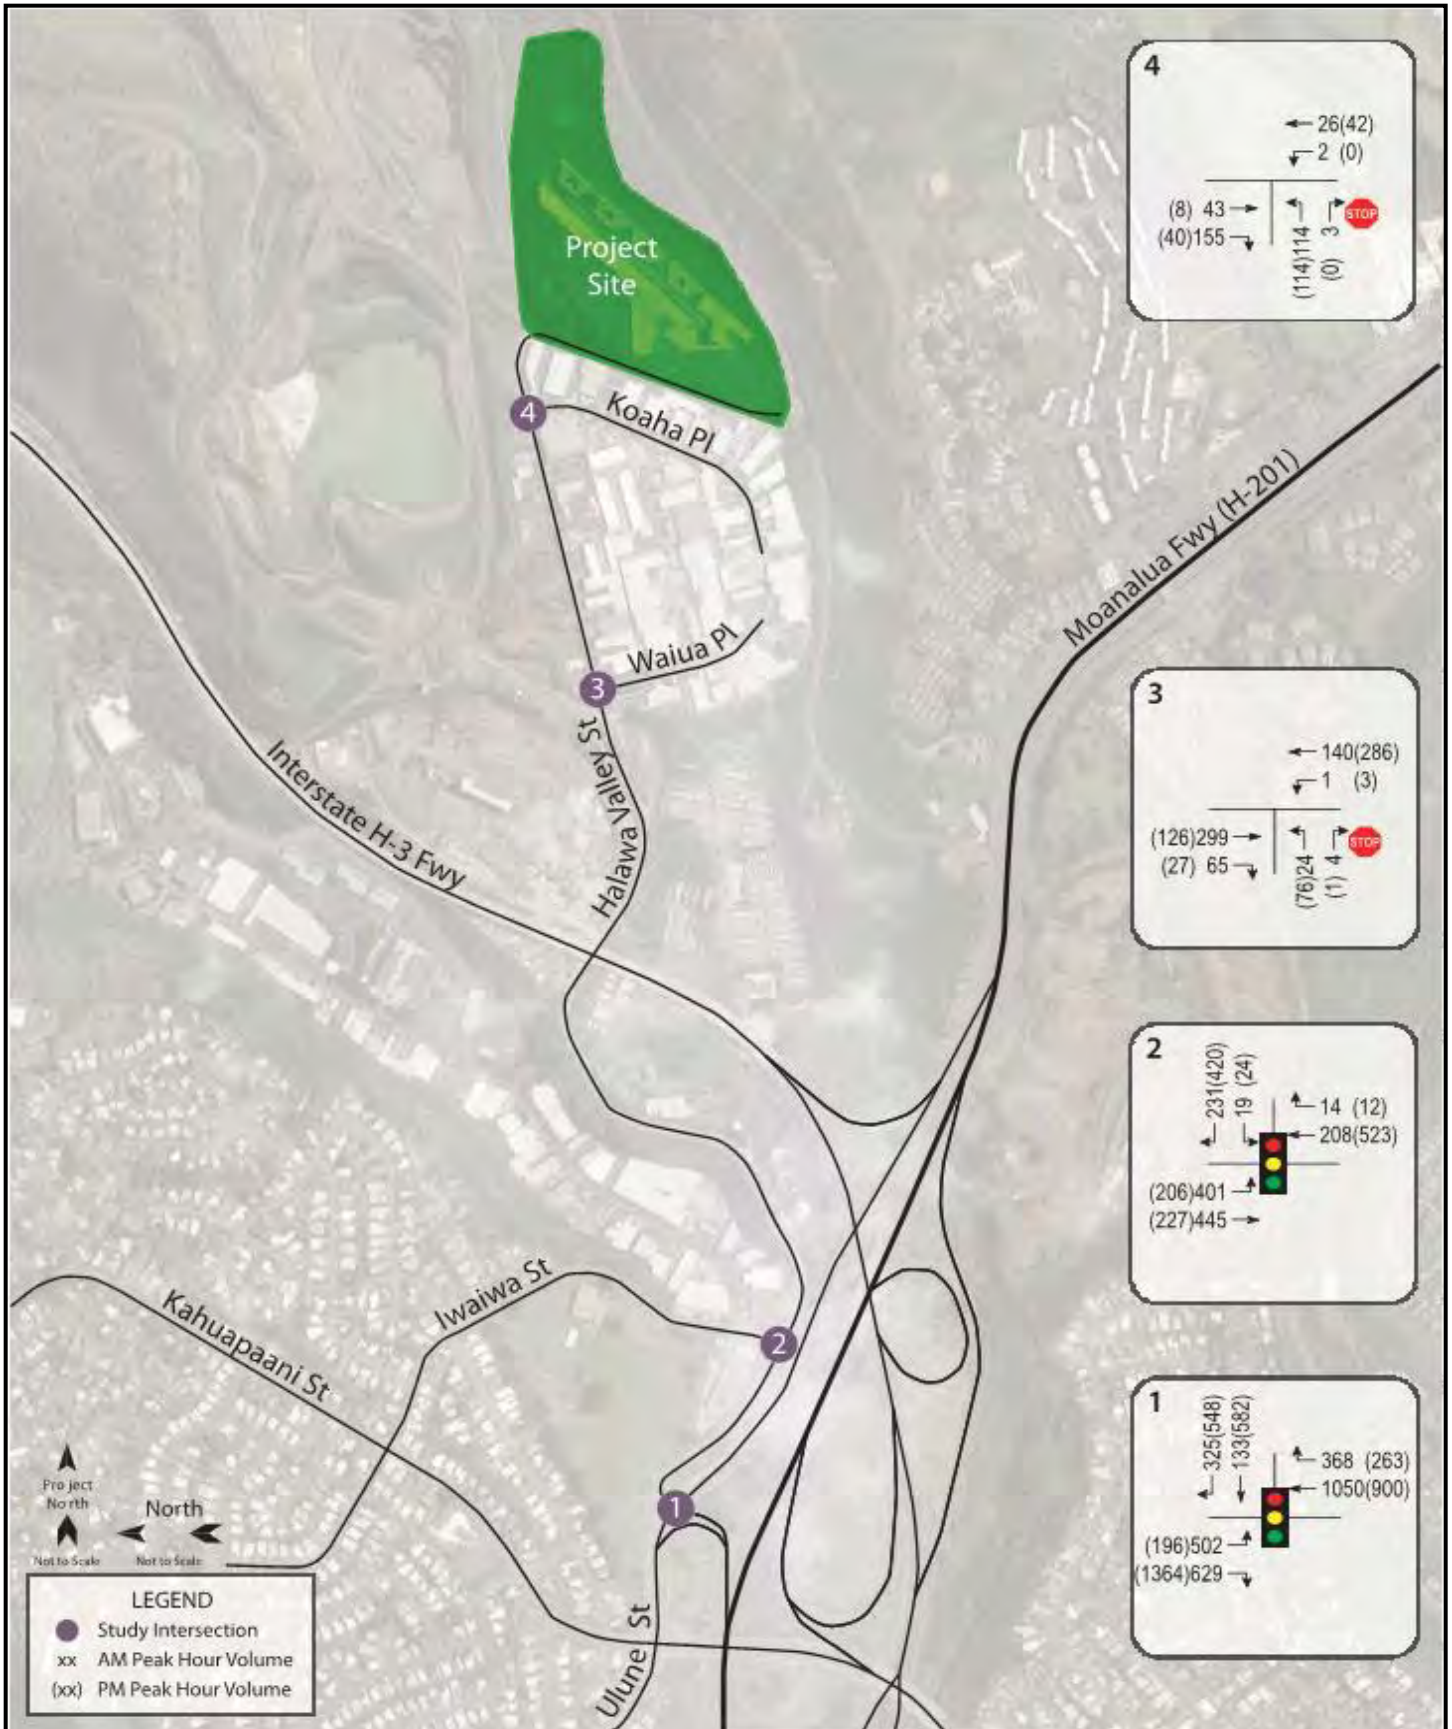 4
26(42)
2 (0)
(8) 43
(40)155
STOP
(114)114
(0) 3
Project
Site
4
Koaha Pl
Moanalua Fwy (H-201)
Waiua Pl
3
3
140(286)
1 (3)
(126)299
(27) 65
STOP
(76)24
(1) 4
Halawa Valley St
Interstate H-3 Fwy
2
231(420)
19 (24)
14 (12)
208(523)
(206)401
(227)445
Iwaiwa St
Kahuapaani St
2
1
325(548)
133(582)
368 (263)
1050(900)
(196)502
(1364)629
1
Project
North
North
Not to Scale
Not to Scale
Ulune St
LEGEND
Study Intersection
xx AM Peak Hour Volume
(xx) PM Peak Hour Volume